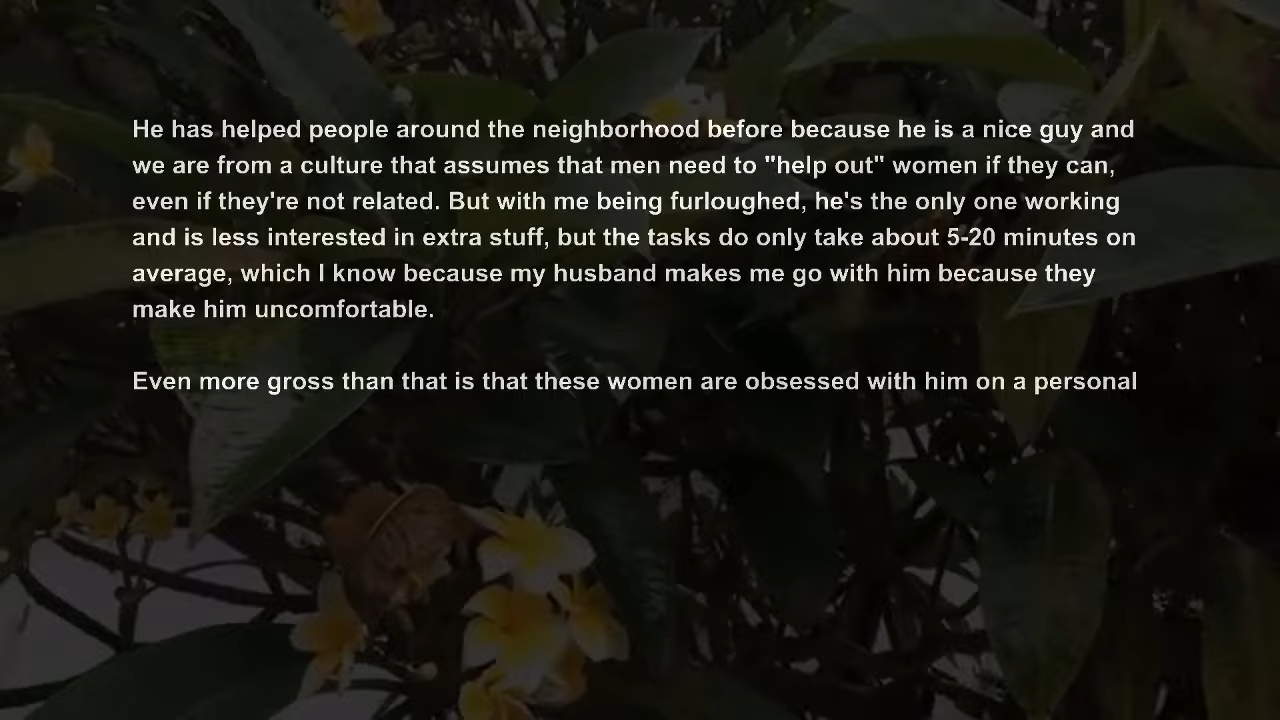 He has helped people around the neighborhood before because he is a nice guy and
we are from a culture that assumes that men need to "help out" women if they can,
even if they're not related. But with me being furloughed, he's the only one working
and is less interested in extra stuff, but the tasks do only take about 5-20 minutes on
average, which I know because my husband makes me go with him because they
make him uncomfortable.
Even more gross than that is that these women are obsessed with him on a personal